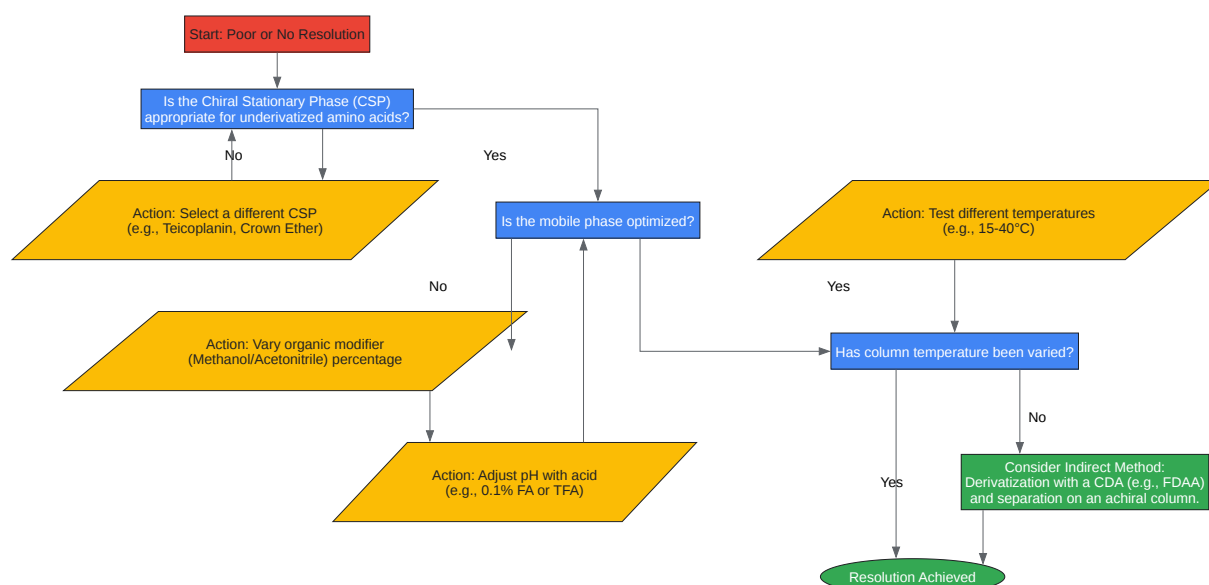 Start: Poor or No Resolution
Is the Chiral Stationary Phase (CSP)
appropriate for underivatized amino acids?
No
Yes
Action: Select a different CSP
(e.g., Teicoplanin, Crown Ether)
Is the mobile phase optimized?
Action: Test different temperatures
(e.g., 15-40°C)
No
Yes
Action: Vary organic modifier
(Methanol/Acetonitrile) percentage
Has column temperature been varied?
No
Action: Adjust pH with acid
(e.g., 0.1% FA or TFA)
Yes
Consider Indirect Method:
Derivatization with a CDA (e.g., FDAA)
and separation on an achiral column.
Resolution Achieved